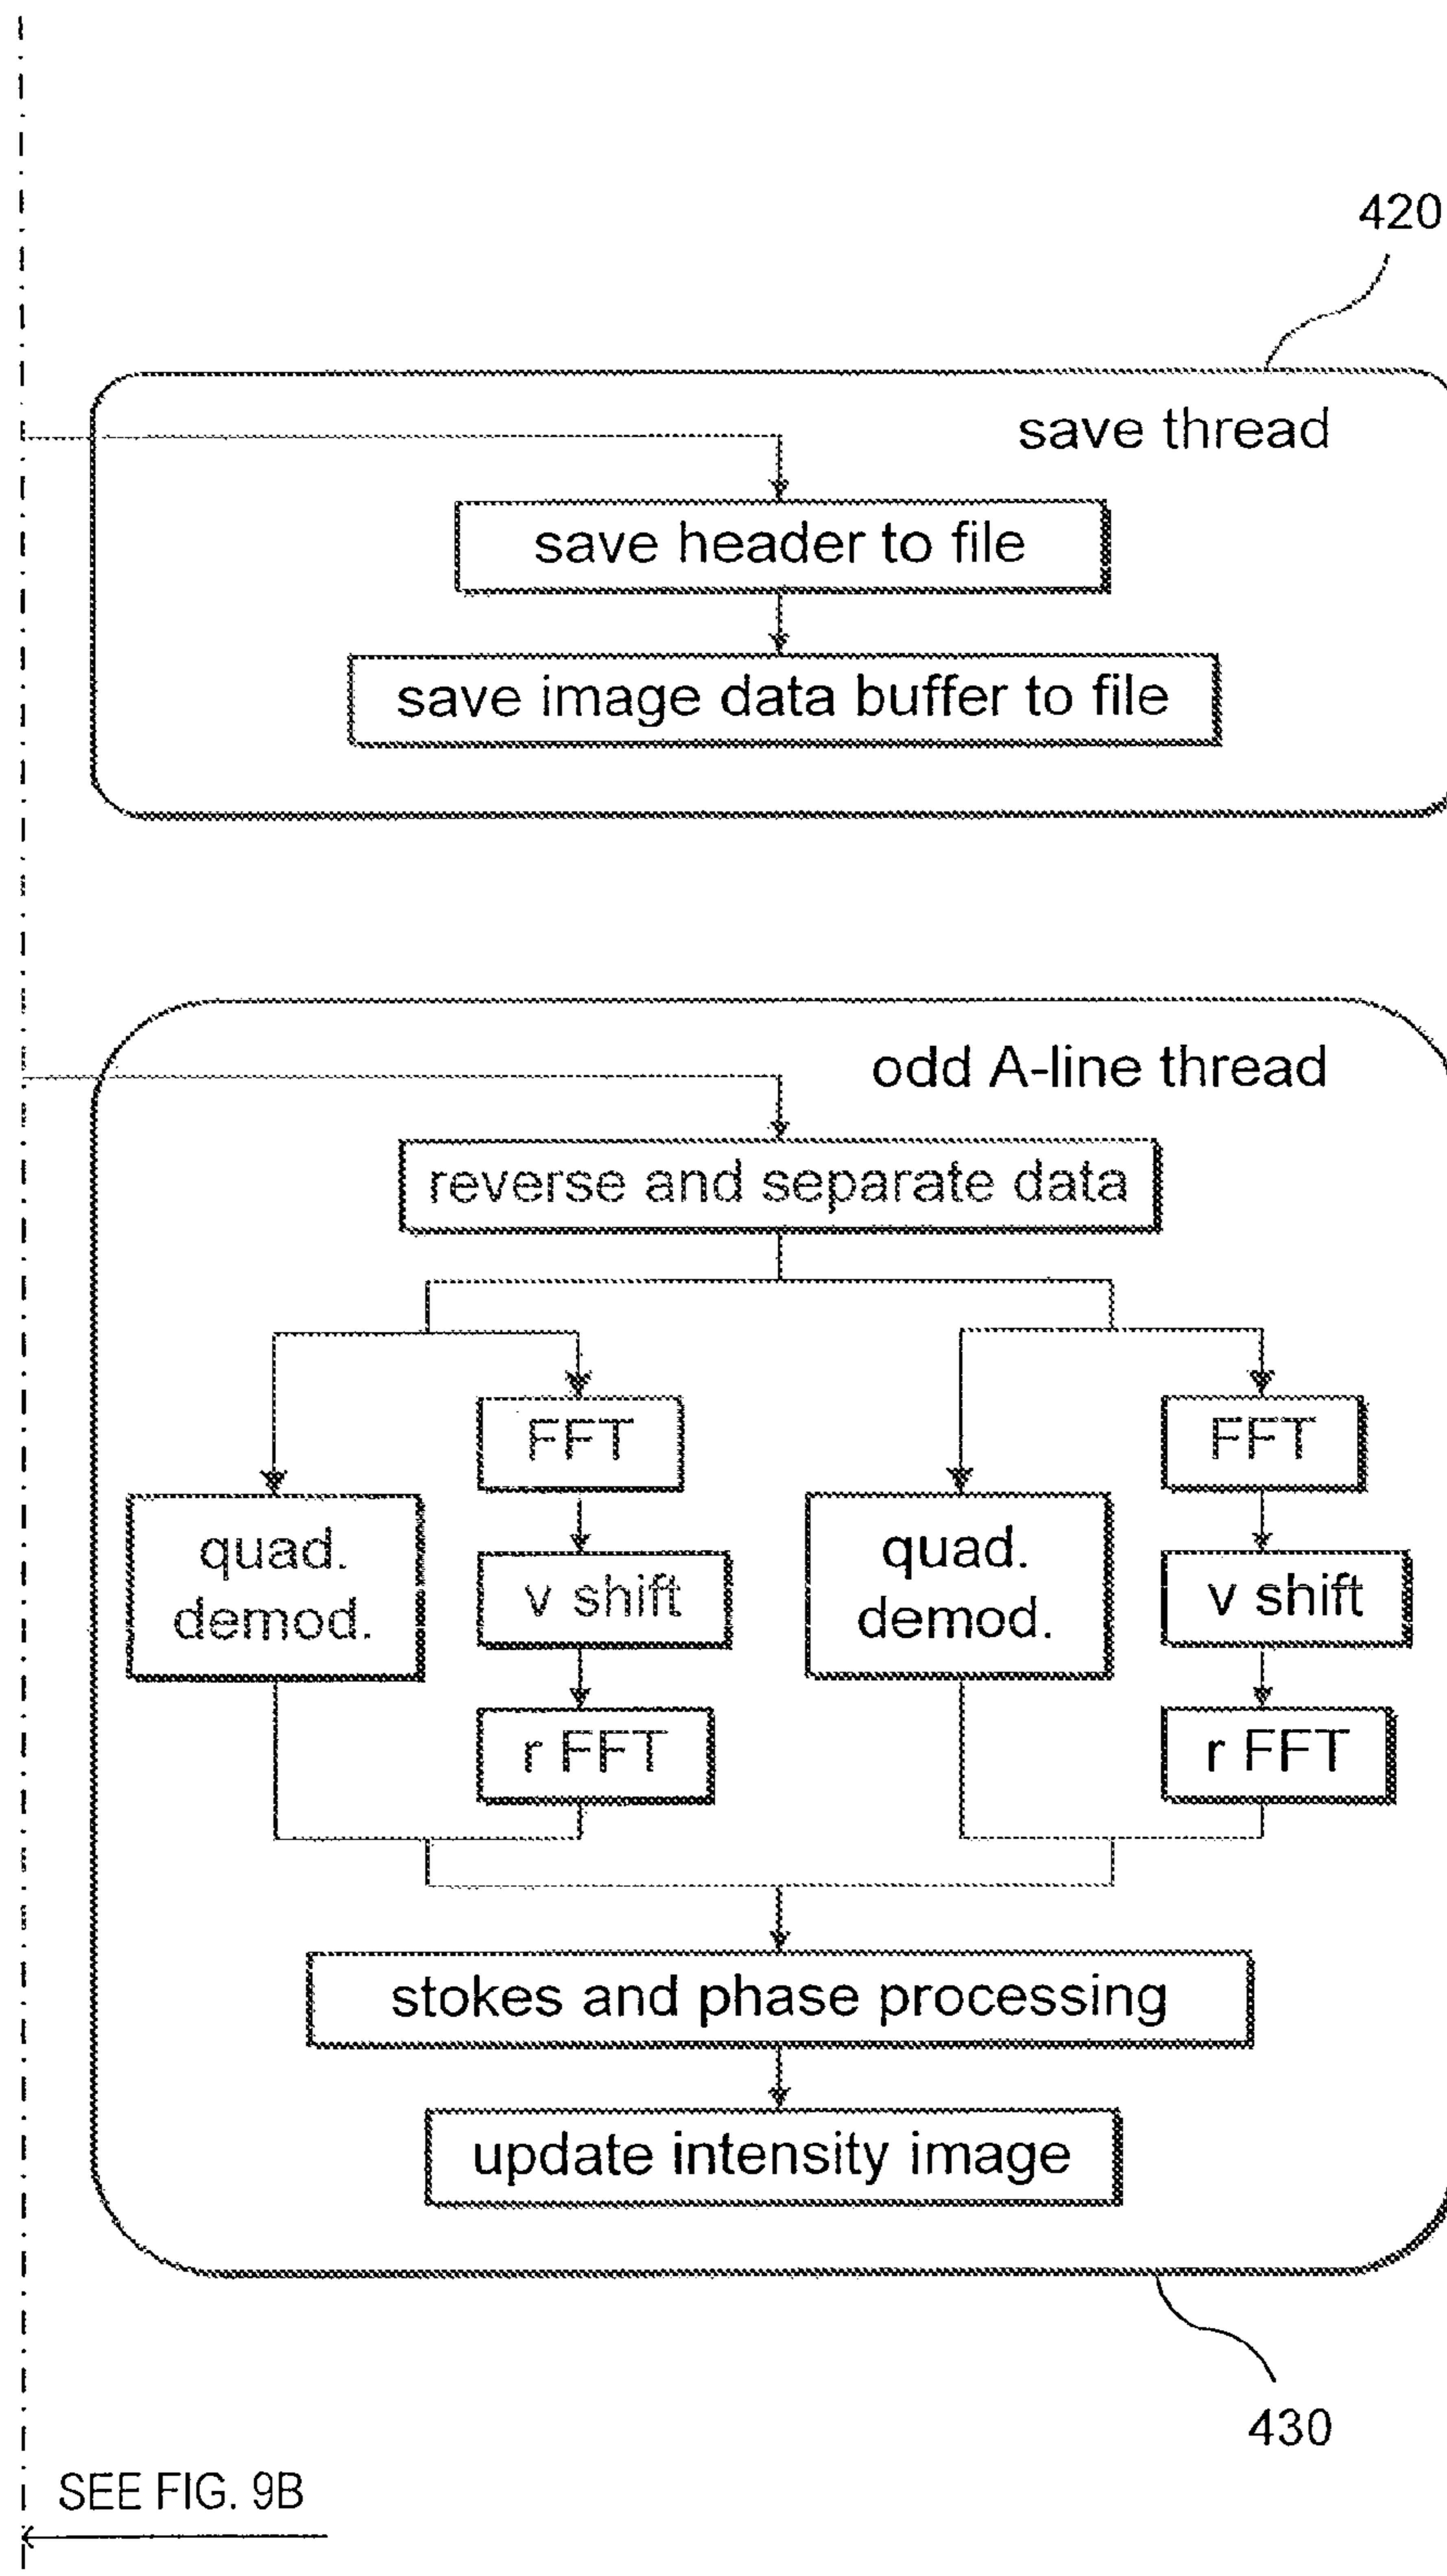 420
save thread
save header to file
save image data buffer to file
odd A-line thread
reverse and separate data
FFT
FFT
quad.
demod.
v shift
quad.
demod.
v shift
r FFT
r FFT
stokes and phase processing
update intensity image
430
SEE FIG. 9B